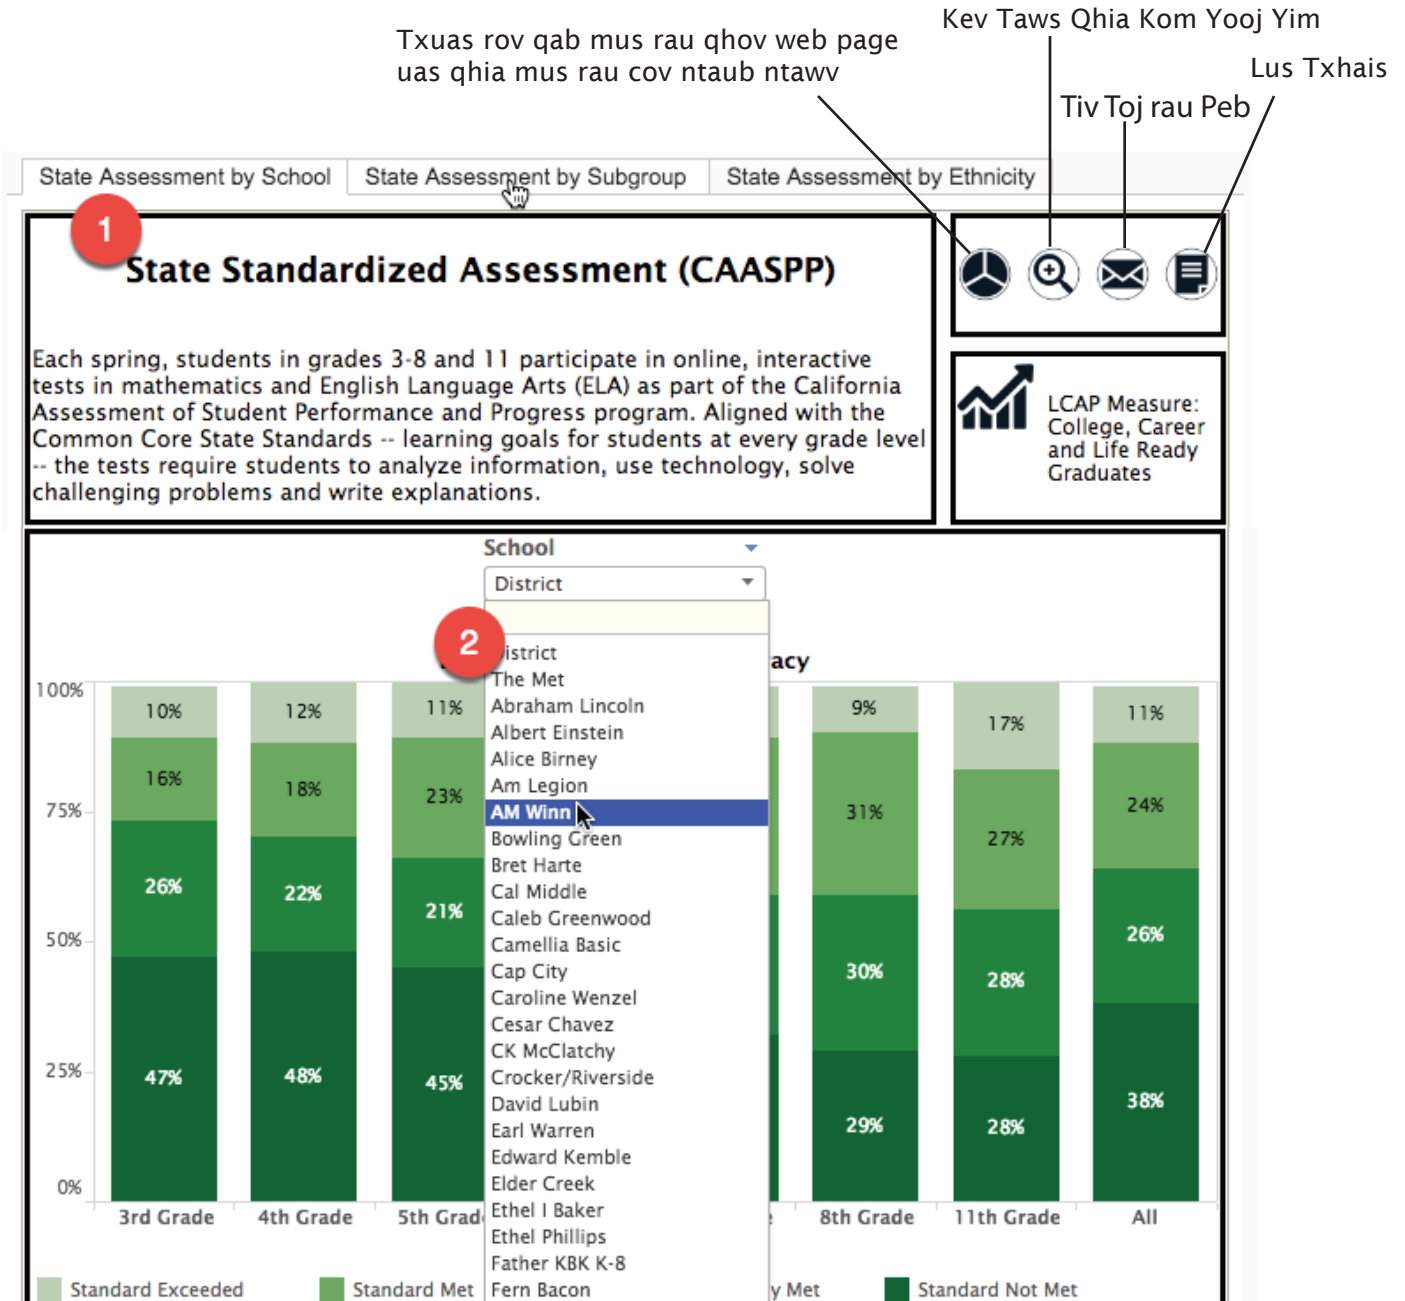 Kev Taws Qhia Kom Yooj Yim
Txuas rov qab mus rau qhov web page
uas qhia mus rau cov ntaub ntawv
Lus Txhais
Tiv Toj rau Peb
State Assessment by School
State Assessment by Subgroup
State Assessment by Ethnicity
1
State Standardized Assessment (CAASPP)
Each spring, students in grades 3-8 and 11 participate in online, interactive
tests in mathematics and English Language Arts (ELA) as part of the California
Assessment of Student Performance and Progress program. Aligned with the
Common Core State Standards -- learning goals for students at every grade level
-- the tests require students to analyze information, use technology, solve
challenging problems and write explanations.
LCAP Measure:
College, Career
and Life Ready
Graduates
School
District
2
District
The Met
Abraham Lincoln
Albert Einstein
Alice Birney
Am Legion
AM Winn
Bowling Green
Bret Harte
Cal Middle
Caleb Greenwood
Camellia Basic
Cap City
Caroline Wenzel
Cesar Chavez
CK McClatchy
Crocker/Riverside
David Lubin
Earl Warren
Edward Kemble
Elder Creek
Ethel I Baker
Ethel Phillips
Father KBK K-8
Fern Bacon
100%
75%
50%
25%
0%
10%
16%
26%
47%
12%
18%
22%
48%
11%
23%
21%
45%
9%
31%
30%
29%
17%
27%
28%
28%
11%
24%
26%
38%
3rd Grade
4th Grade
5th Grad
8th Grade
11th Grade
All
Standard Exceeded
Standard Met
y Met
Standard Not Met